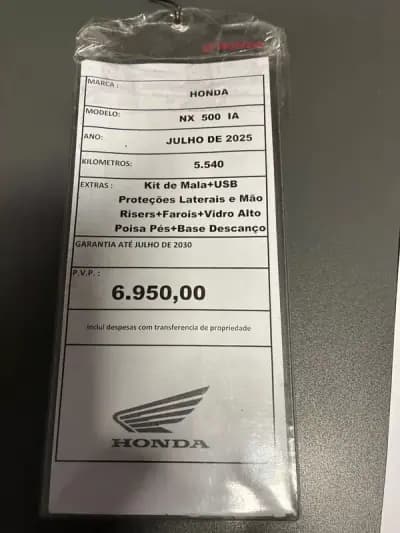 HONDA
MARCA :
HONDA
MODELO:
NX 500 IA
ANO:
JULHO DE 2025
KILOMETROS:
5.540
EXTRAS :
Kit de Mala+USB
Proteções Laterais e Mão
Risers+Farois+Vidro Alto
Poisa Pés+Base Descanço
GARANTIA ATÉ JULHO DE 2030
P.V.P. :
6.950,00
Inclui despesas com transferencia de propriedade
HONDA